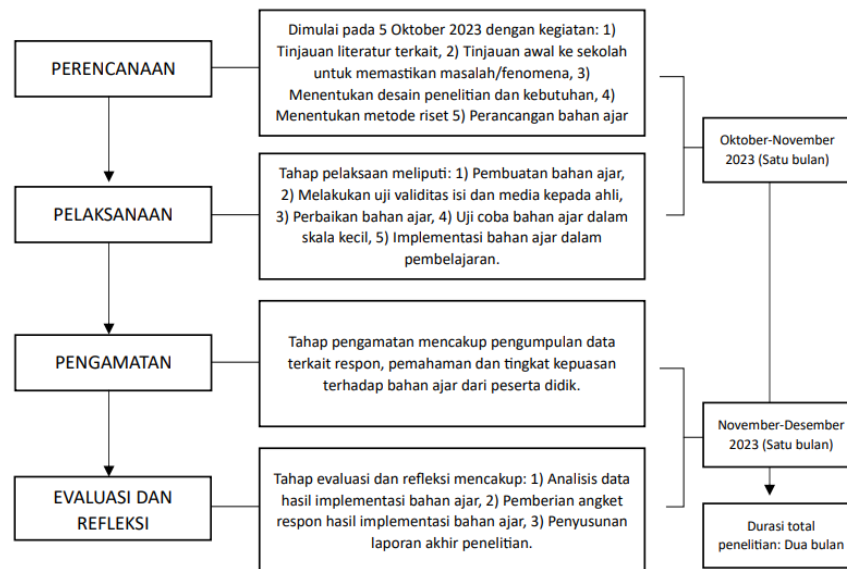 PERENCANAAN
Dimulai pada 5 Oktober 2023 dengan kegiatan: 1)
Tinjauan literatur terkait, 2) Tinjauan awal ke sekolah
untuk memastikan masalah/fenomena, 3)
Menentukan desain penelitian dan kebutuhan, 4)
Menentukan metode riset 5) Perancangan bahan ajar
Oktober-November
2023 (Satu bulan)
PELAKSANAAN
Tahap pelaksaan meliputi: 1) Pembuatan bahan ajar,
2) Melakukan uji validitas isi dan media kepada ahli,
3) Perbaikan bahan ajar, 4) Uji coba bahan ajar dalam
skala kecil, 5) Implementasi bahan ajar dalam
pembelajaran.
PENGAMATAN
Tahap pengamatan mencakup pengumpulan data
terkait respon, pemahaman dan tingkat kepuasan
terhadap bahan ajar dari peserta didik.
November-Desember
2023 (Satu bulan)
EVALUASI DAN
REFLEKSI
Tahap evaluasi dan refleksi mencakup: 1) Analisis data
hasil implementasi bahan ajar, 2) Pemberian angket
respon hasil implementasi bahan ajar, 3) Penyusunan
laporan akhir penelitian.
Durasi total
penelitian: Dua bulan